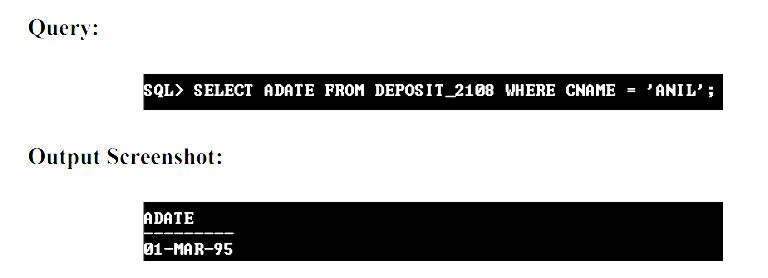 Query:
SQL> SELECT ADATE FROM DEPOSIT_2108 WHERE CNAME = 'ANIL';
Output Screenshot:
ADATE
---------
01-MAR-95